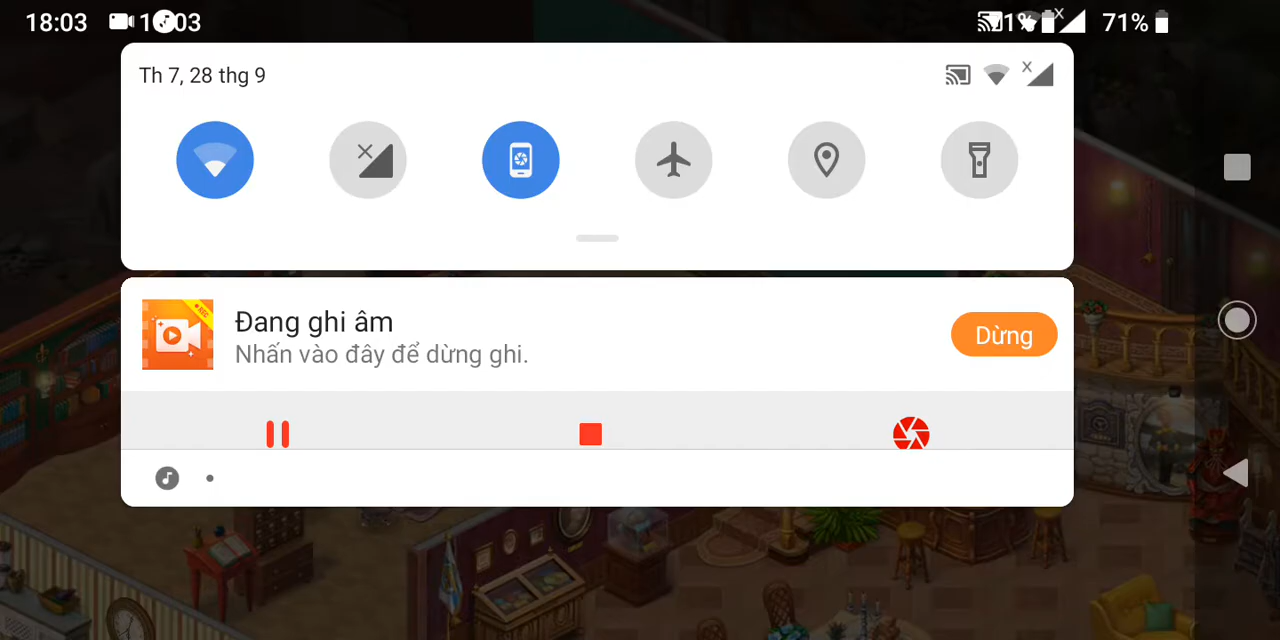 18:03
71%
Th 7, 28 thg 9
Đang ghi âm
Nhấn vào đây để dừng ghi.
Dừng